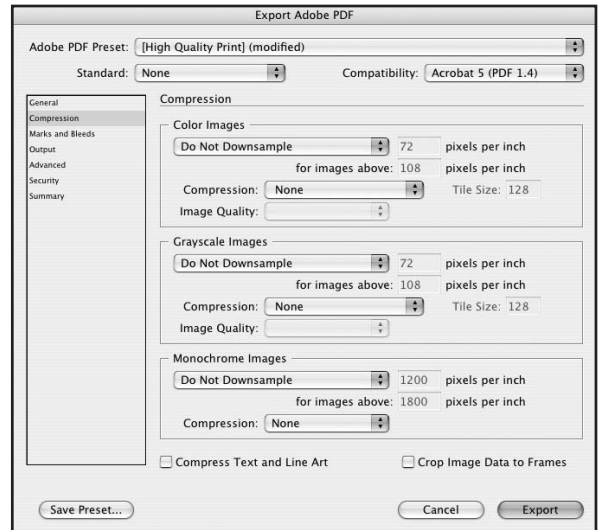 Export Adobe PDF
Adobe PDF Preset: [High Quality Print] (modified)
Standard: None Compatibility: Acrobat 5 (PDF 1.4)
General
Compression
Marks and Bleeds
Output
Advanced
Security
Summary
Compression
Color Images
Do Not Downsample 72 pixels per inch
for images above: 108 pixels per inch
Compression: None Tile Size: 128
Image Quality:
Grayscale Images
Do Not Downsample 72 pixels per inch
for images above: 108 pixels per inch
Compression: None Tile Size: 128
Image Quality:
Monochrome Images
Do Not Downsample 1200 pixels per inch
for images above: 1800 pixels per inch
Compression: None
Compress Text and Line Art Crop Image Data to Frames
Save Preset... Cancel Export